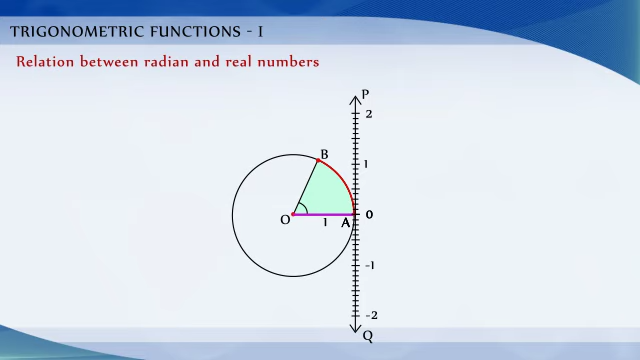 TRIGONOMETRIC FUNCTIONS - I
Relation between radian and real numbers
P
2
B
1
O
1
A
0
-1
-2
Q